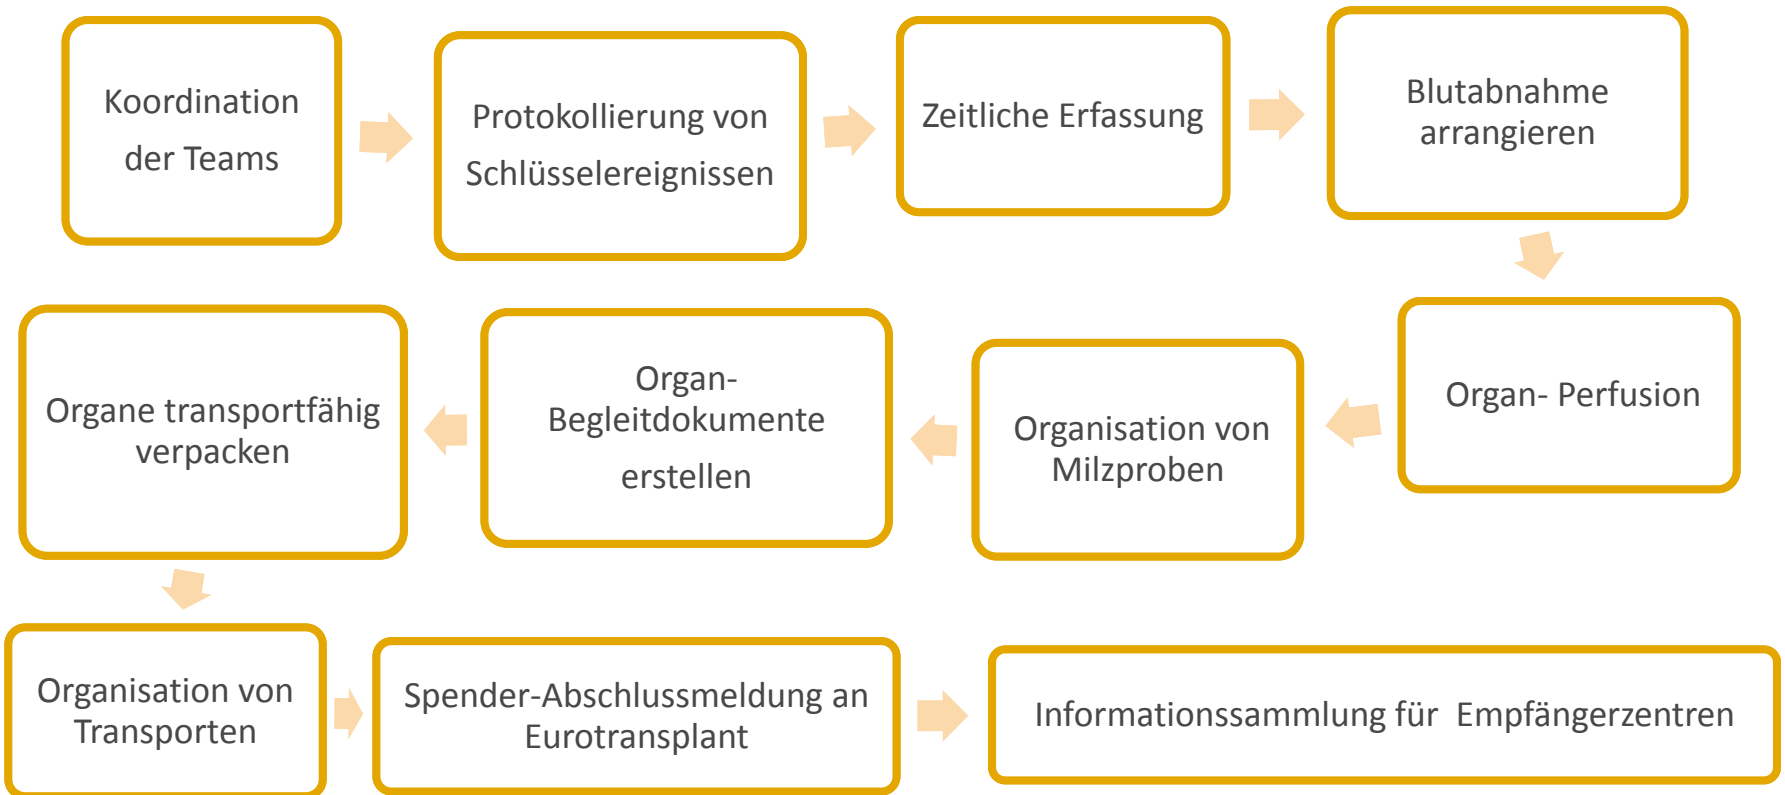 Koordination
der Teams
Protokollierung von
Schlüsselereignissen
Zeitliche Erfassung
Blutabnahme
arrangieren
Organ- Perfusion
Organisation von
Milzproben
Organ-
Begleitdokumente
erstellen
Organe transportfähig
verpacken
Organisation von
Transporten
Spender-Abschlussmeldung an
Eurotransplant
Informationssammlung für  Empfängerzentren